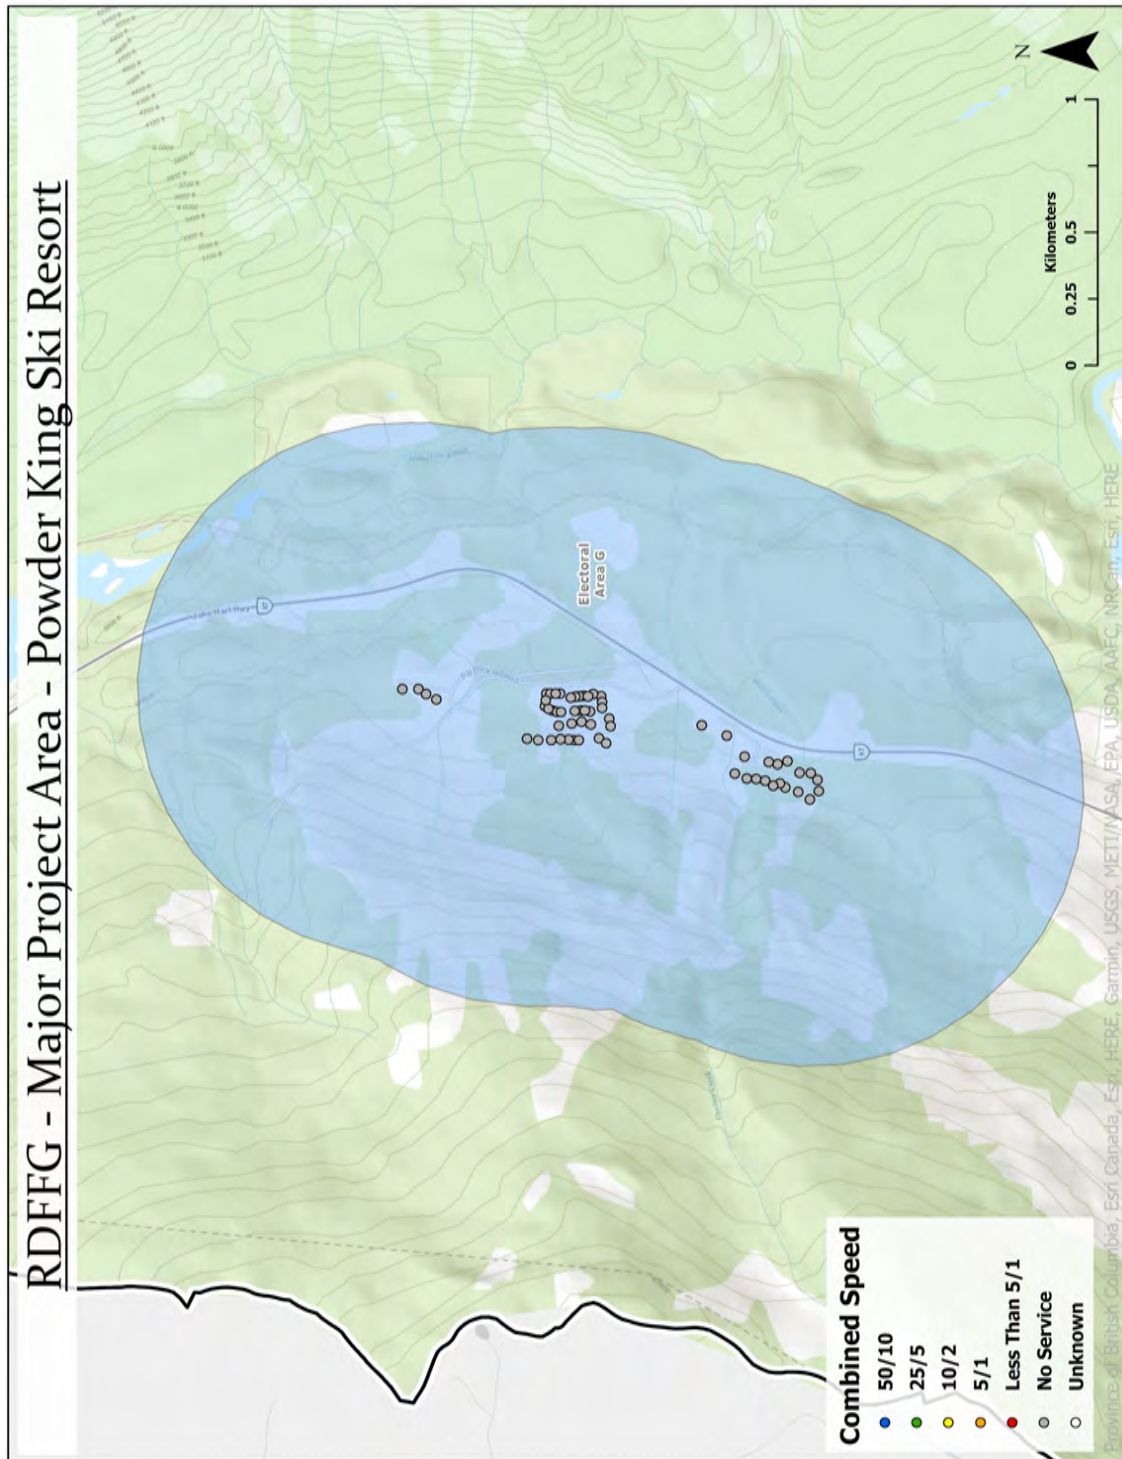 RDFFG - Major Project Area - Powder King Ski Resort
N
John Hart Hwy
97
Powder King Rd
Electoral
Area G
97
Kilometers
0 0.25 0.5 1
Combined Speed
50/10
25/5
10/2
5/1
Less Than 5/1
No Service
Unknown
Province of British Columbia, Esri Canada, Esri, HERE, Garmin, USGS, METI/NASA, EPA, USDA, AAFC, NRCan, Esri, HERE